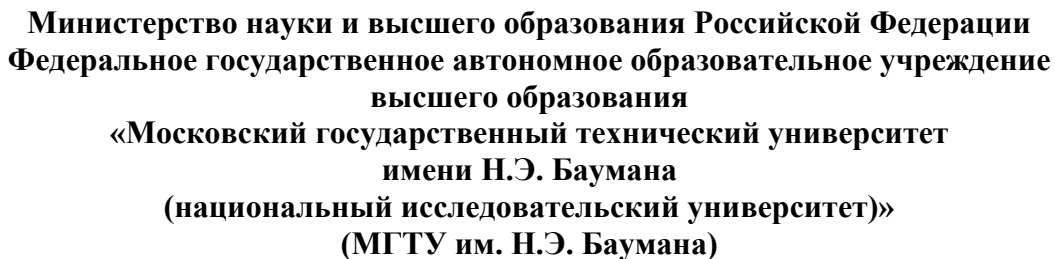 Министерство науки и высшего образования Российской Федерации
Федеральное государственное автономное образовательное учреждение
высшего образования
«Московский государственный технический университет
имени Н.Э. Баумана
(национальный исследовательский университет)»
(МГТУ им. Н.Э. Баумана)